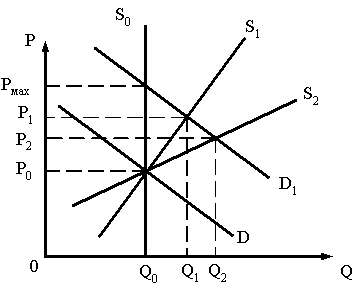 S₀
S₁
P
Pмах
S₂
P₁
P₂
P₀
D₁
D
0
Q₀
Q₁
Q₂
Q